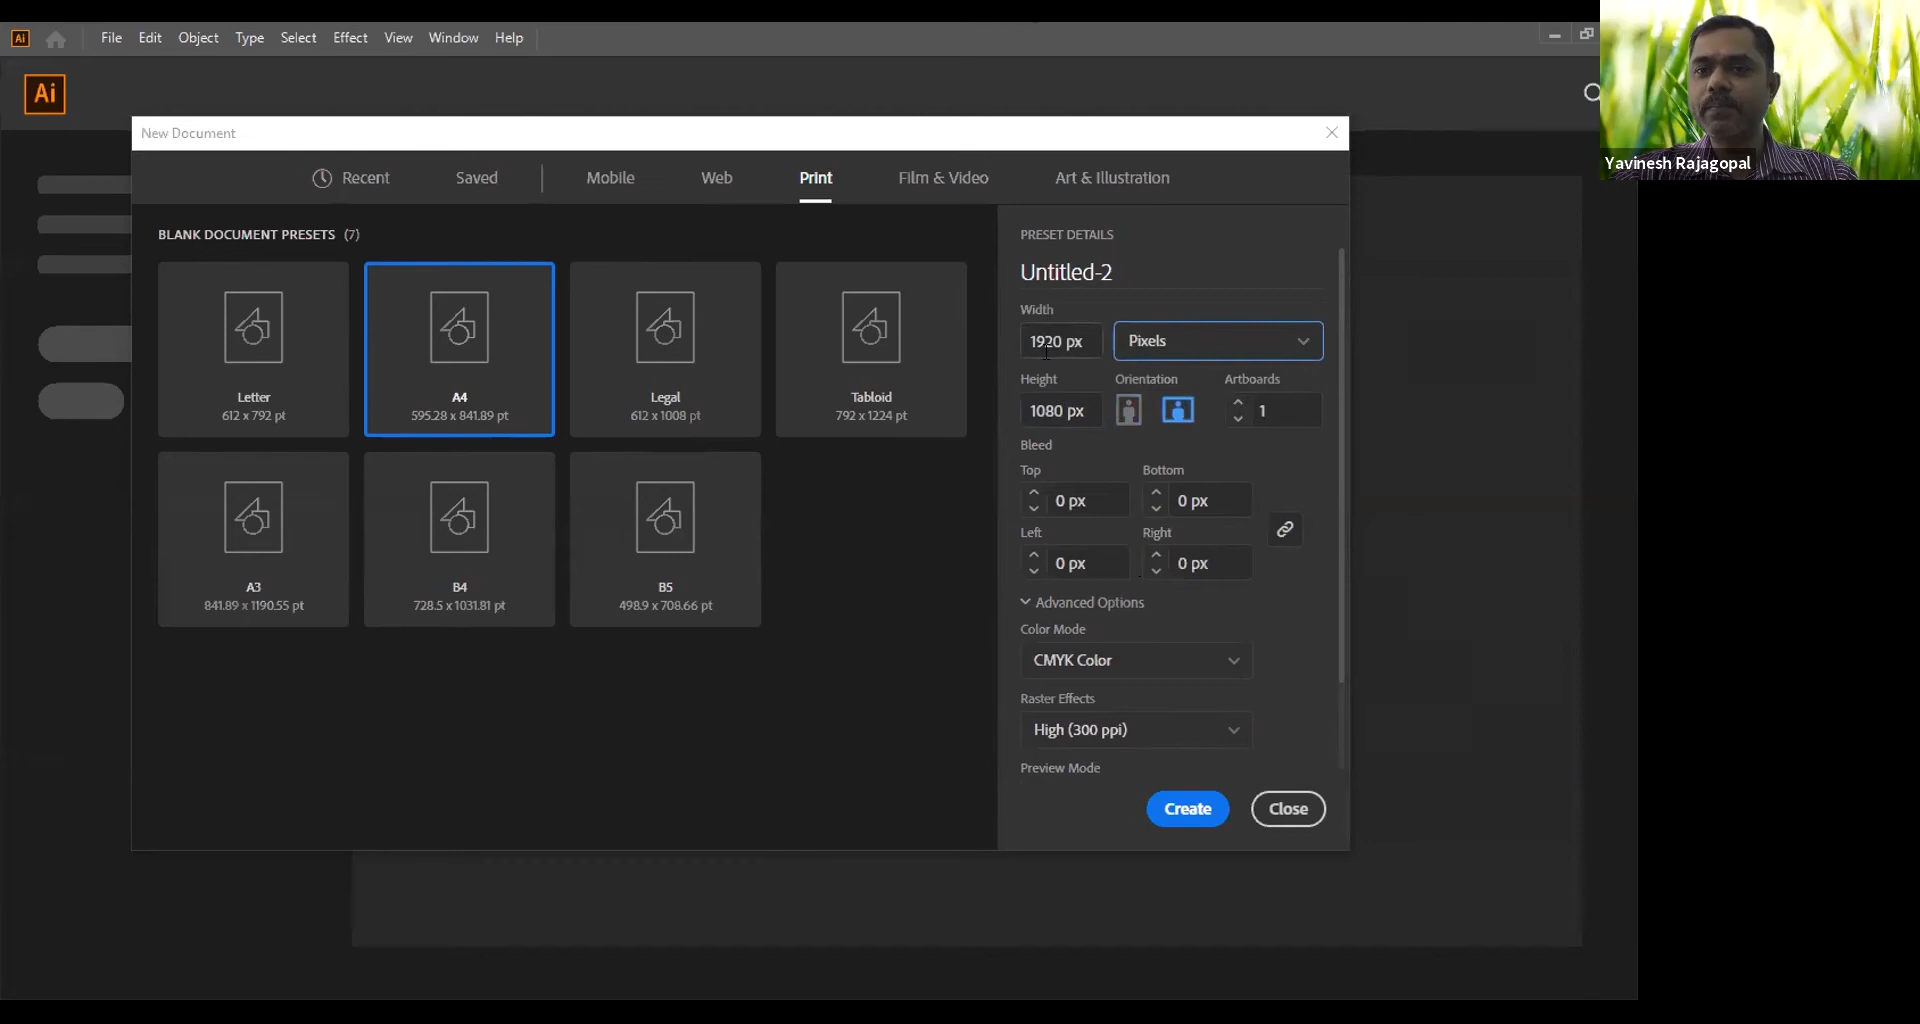 Ai File Edit Object Type Select Effect View Window Help
Ai
Yavinesh Rajagopal
New Document
Recent Saved Mobile Web Print Film & Video Art & Illustration
BLANK DOCUMENT PRESETS (7)
Letter
612 x 792 pt
A4
595.28 x 841.89 pt
Legal
612 x 1008 pt
Tabloid
792 x 1224 pt
A3
841.89 x 1190.55 pt
B4
728.5 x 1031.81 pt
B5
498.9 x 708.66 pt
PRESET DETAILS
Untitled-2
Width
1920 px Pixels
Height Orientation Artboards
1080 px 1
Bleed
Top Bottom
0 px 0 px
Left Right
0 px 0 px
Advanced Options
Color Mode
CMYK Color
Raster Effects
High (300 ppi)
Preview Mode
Create Close